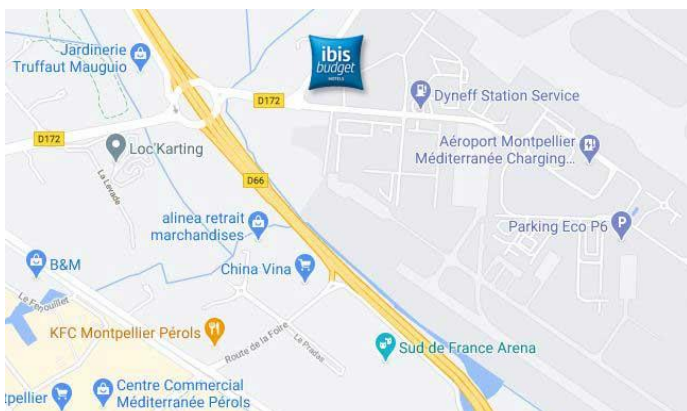 Jardinerie
Truffaut Mauguio
ibis
budget
HOTELS
D172
Dyneff Station Service
D172
Loc'Karting
Aéroport Montpellier
Méditerranée Charging...
La Levade
D66
alinea retrait
marchandises
Parking Eco P6
P
B&M
China Vina
Le Fenouillet
KFC Montpellier Pérols
Route de la Foire
Le Pradas
Sud de France Arena
Centre Commercial
Méditerranée Pérols
tpellier